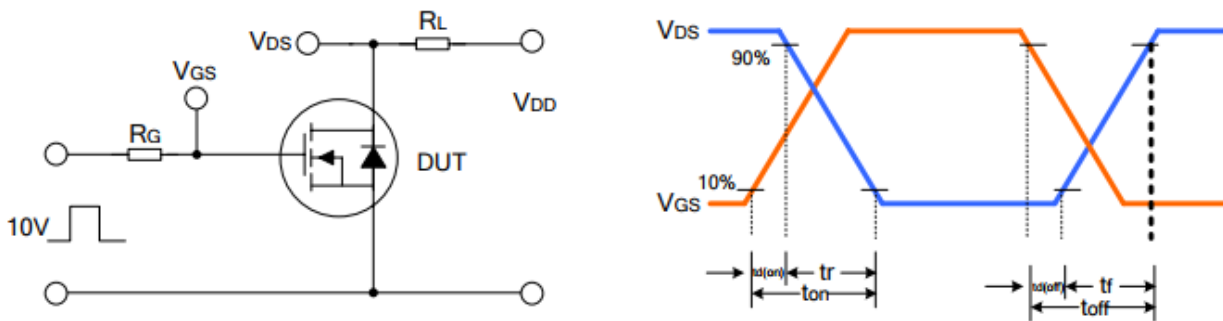 RL
VDS
VGS
VDD
RG
DUT
10V
VDS
90%
10%
VGS
td(on) tr
ton
td(off) tf
toff